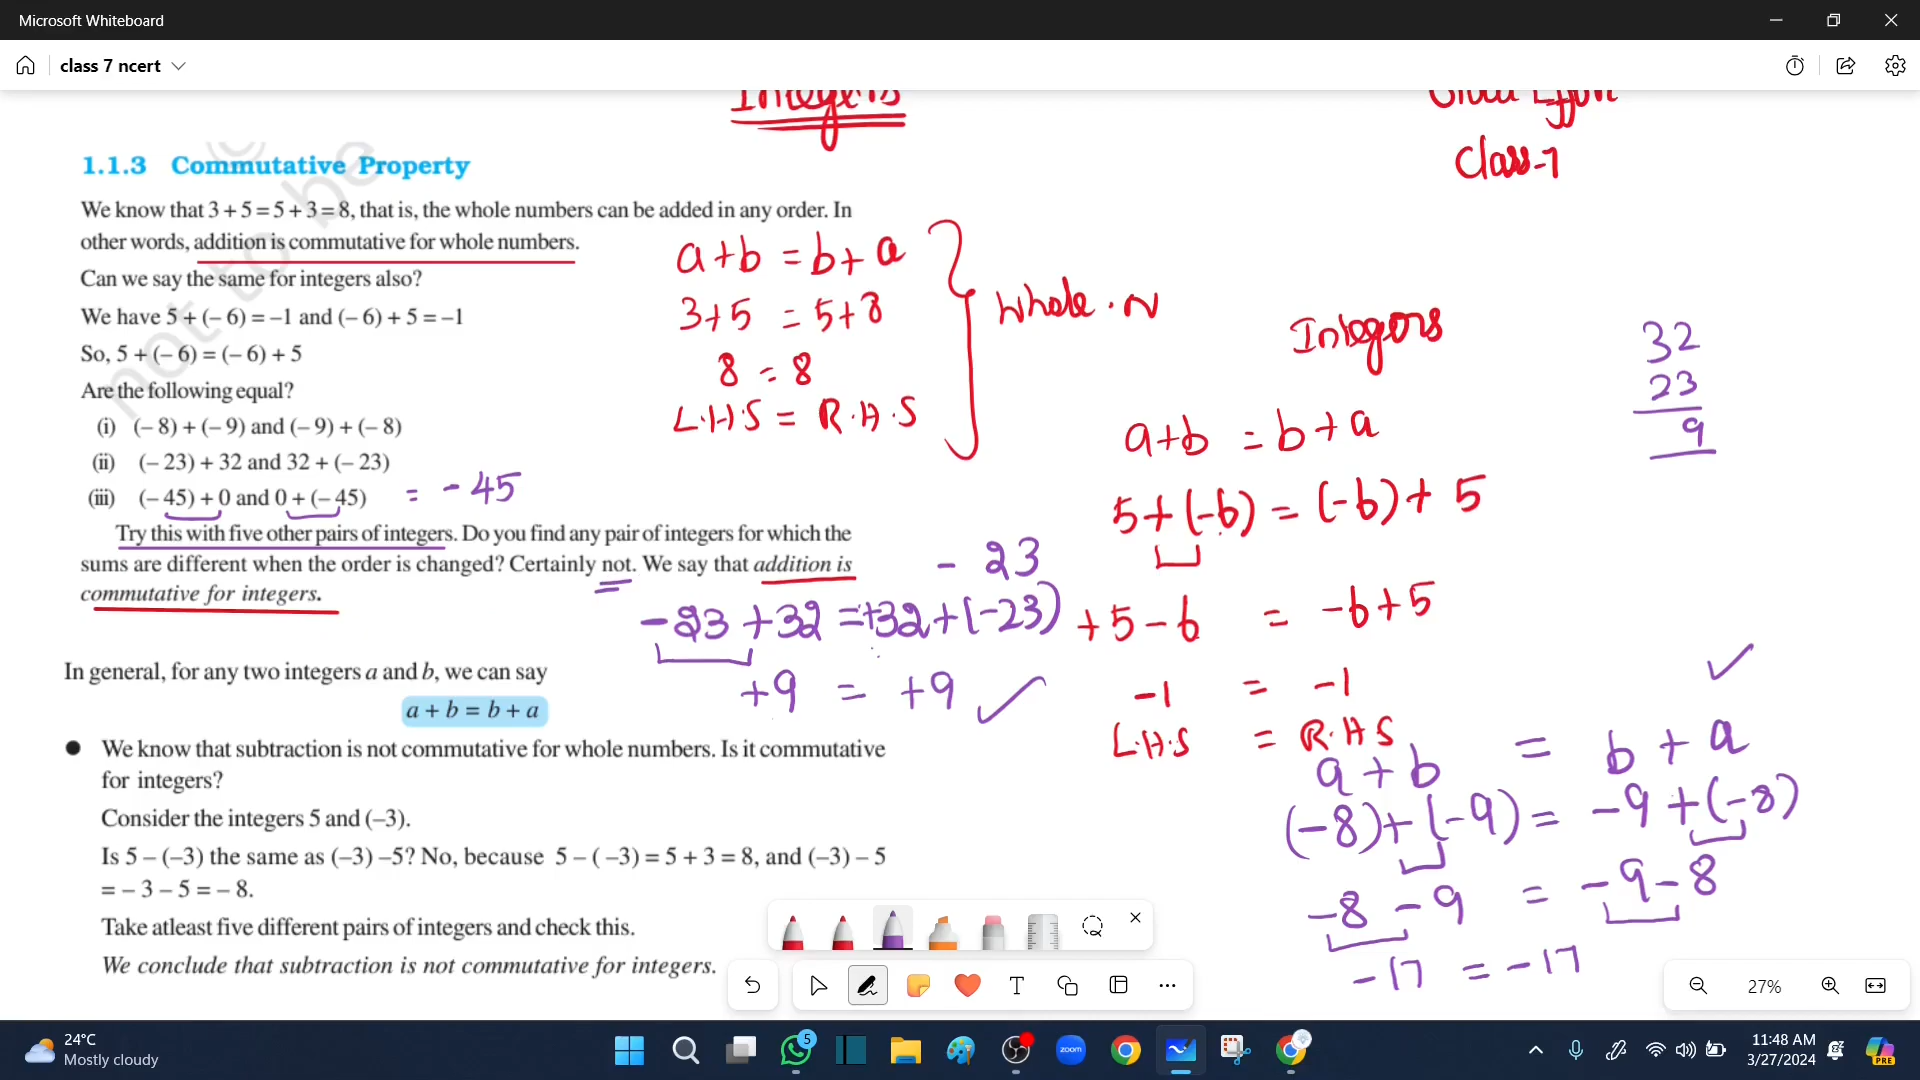 Microsoft Whiteboard
class 7 ncert
Integers
Class-7
1.1.3 Commutative Property
We know that 3 + 5 = 5 + 3 = 8, that is, the whole numbers can be added in any order. In
other words, addition is commutative for whole numbers.
Can we say the same for integers also?
We have 5 + (– 6) = –1 and (– 6) + 5 = –1
So, 5 + (– 6) = (– 6) + 5
Are the following equal?
(i) (– 8) + (– 9) and (– 9) + (– 8)
(ii) (– 23) + 32 and 32 + (– 23)
(iii) (– 45) + 0 and 0 + (– 45) = - 45
Try this with five other pairs of integers. Do you find any pair of integers for which the
sums are different when the order is changed? Certainly not. We say that addition is
commutative for integers.
In general, for any two integers a and b, we can say
a + b = b + a
● We know that subtraction is not commutative for whole numbers. Is it commutative
for integers?
Consider the integers 5 and (–3).
Is 5 – (–3) the same as (–3) –5? No, because 5 – ( –3) = 5 + 3 = 8, and (–3) – 5
= – 3 – 5 = – 8.
Take atleast five different pairs of integers and check this.
We conclude that subtraction is not commutative for integers.
not to be
a+b = b+a
3+5 = 5+3
8 = 8
L.H.S = R.H.S
Whole . N
- 23
-23 +32 = +32+(-23)
+9 = +9 ✓
Integers
a+b = b+a
5+(-6) = (-6)+ 5
+5-6 = -6+5
-1 = -1
L.H.S = R.H.S
32
23
9
✓
a + b = b + a
(-8)+(-9) = -9 +(-8)
-8 -9 = -9-8
-17 = -17
27%
24°C
Mostly cloudy
5
zoom
11:48 AM
3/27/2024
PRE